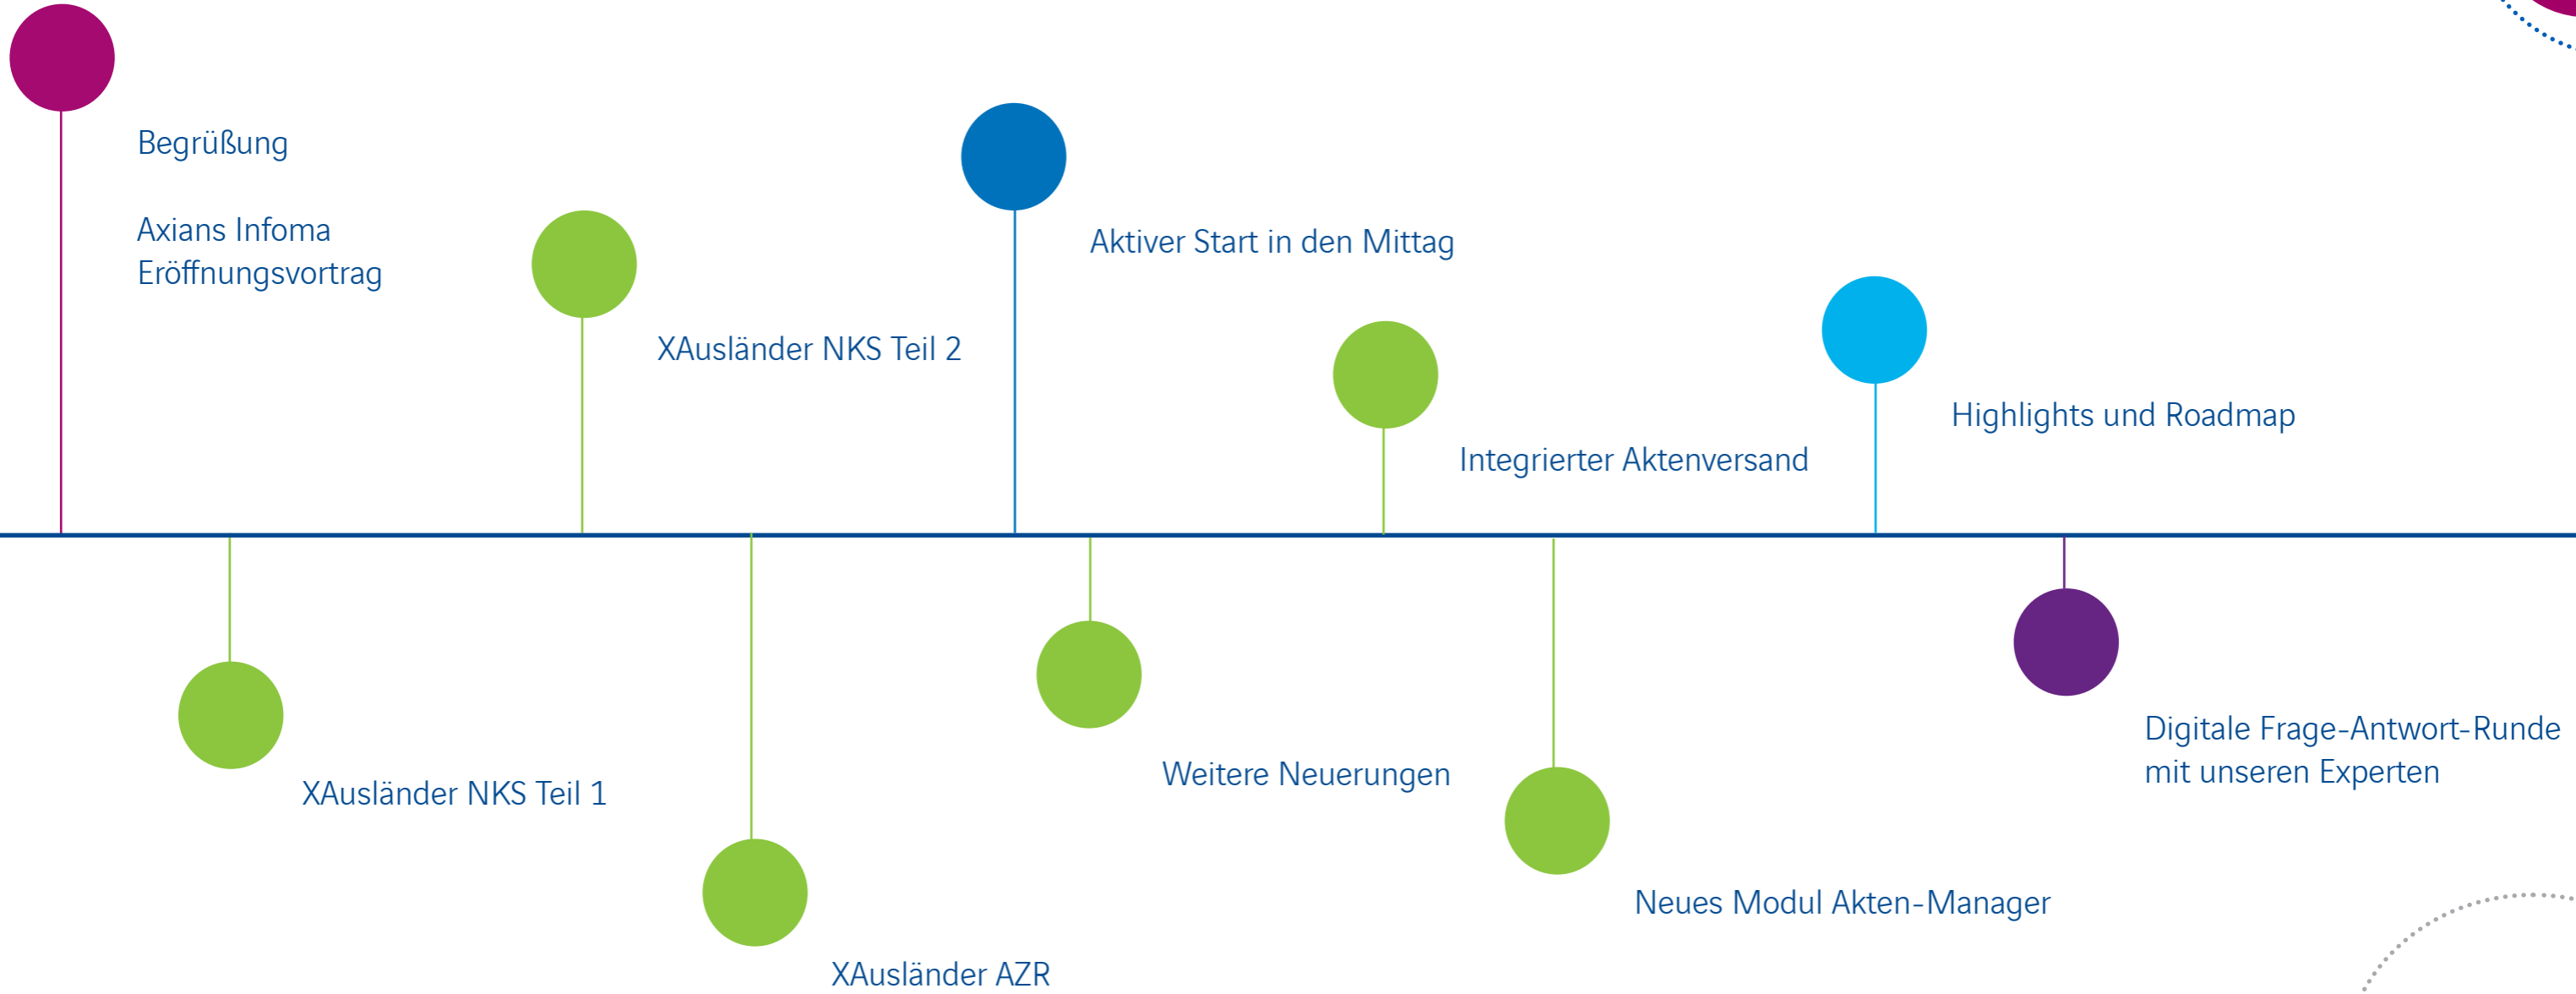 Begrüßung
Axians Infoma
Eröffnungsvortrag
XAusländer NKS Teil 1
XAusländer NKS Teil 2
XAusländer AZR
Aktiver Start in den Mittag
Weitere Neuerungen
Integrierter Aktenversand
Neues Modul Akten-Manager
Highlights und Roadmap
Digitale Frage-Antwort-Runde
mit unseren Experten